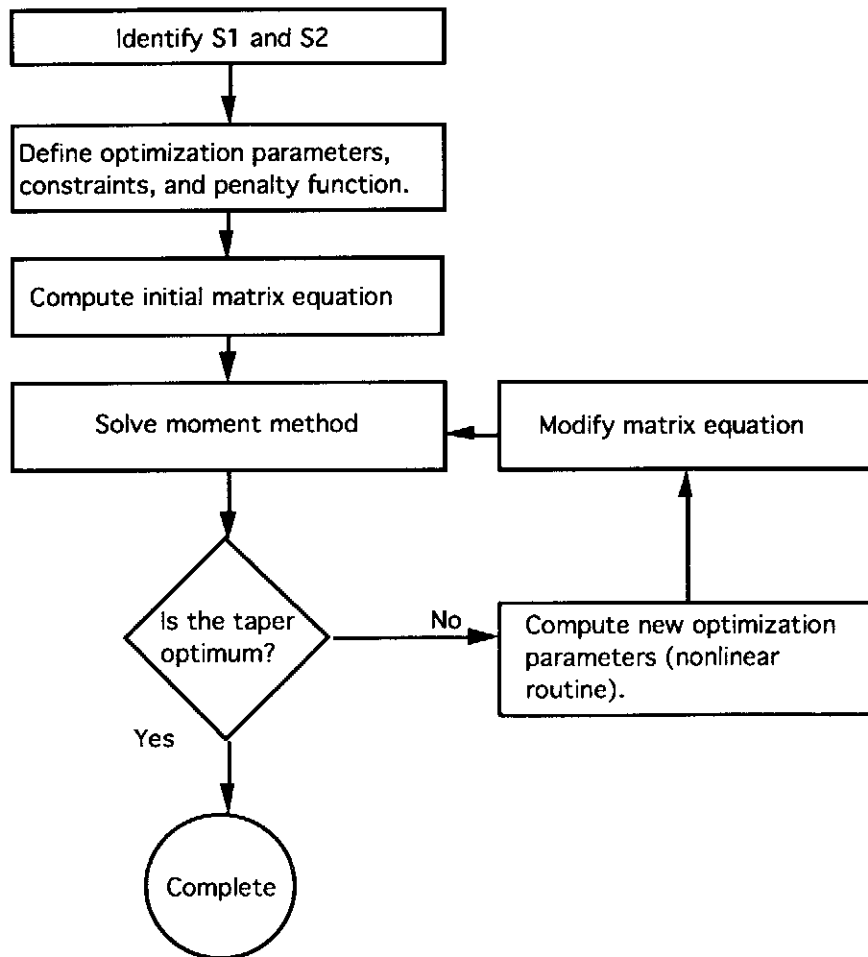 Identify S1 and S2
Define optimization parameters,
constraints, and penalty function.
Compute initial matrix equation
Solve moment method
Modify matrix equation
Is the taper
optimum?
No
Compute new optimization
parameters (nonlinear
routine).
Yes
Complete